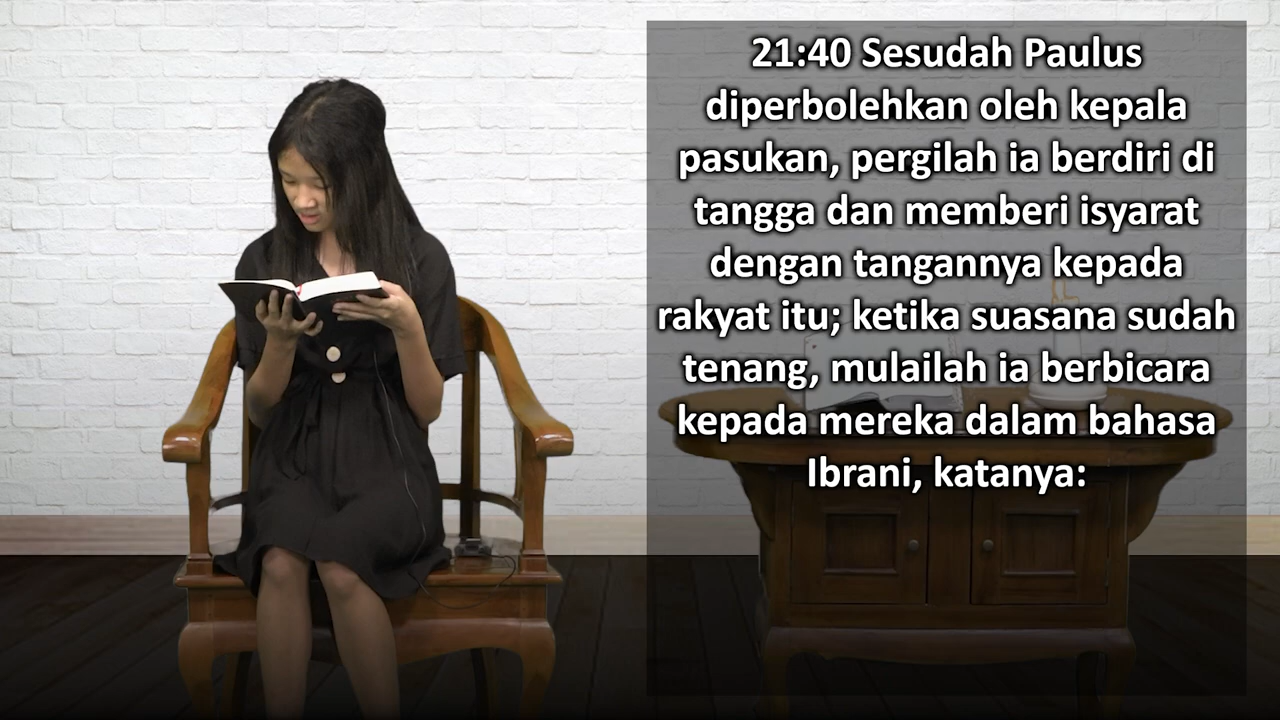 21:40 Sesudah Paulus
diperbolehkan oleh kepala
pasukan, pergilah ia berdiri di
tangga dan memberi isyarat
dengan tangannya kepada
rakyat itu; ketika suasana sudah
tenang, mulailah ia berbicara
kepada mereka dalam bahasa
Ibrani, katanya: